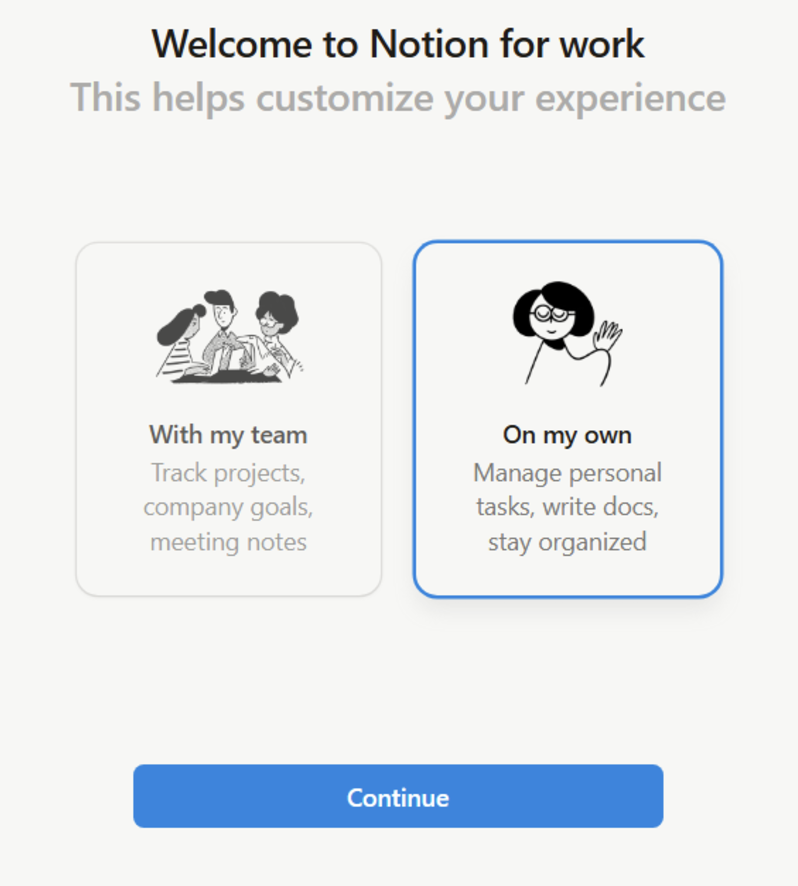 Welcome to Notion for work
This helps customize your experience
With my team
Track projects,
company goals,
meeting notes
On my own
Manage personal
tasks, write docs,
stay organized
Continue